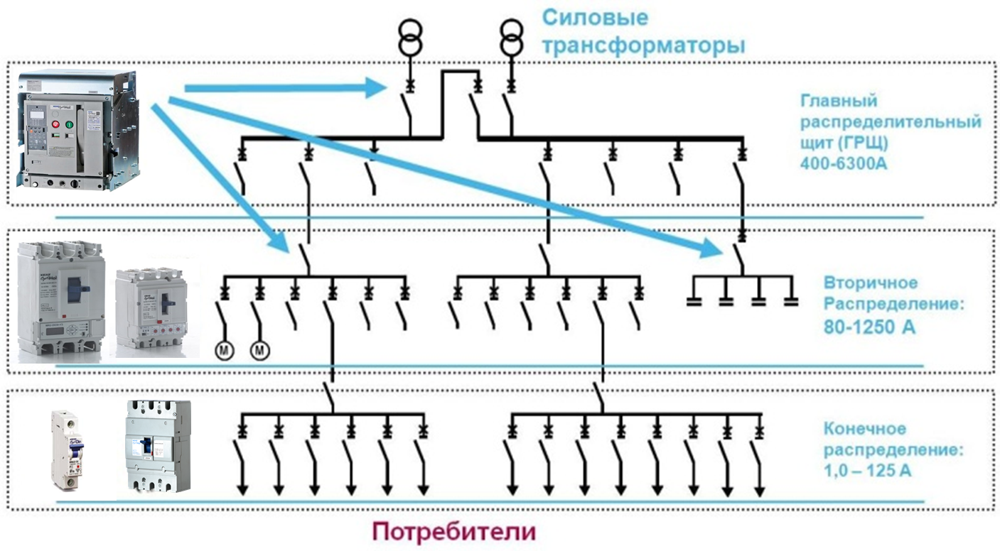 Силовые
трансформаторы
Главный
распределительный
щит (ГРЩ)
400-6300А
Вторичное
Распределение:
80-1250 А
M
M
Конечное
распределение:
1,0 – 125 А
Потребители